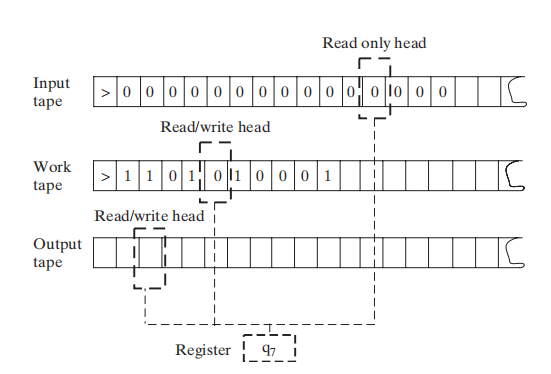 Read only head
Input tape
> 0 0 0 0 0 0 0 0 0 0 0 0 0 0 0
Read/write head
Work tape
> 1 1 0 1 0 1 0 0 0 1
Read/write head
Output tape
Register q7